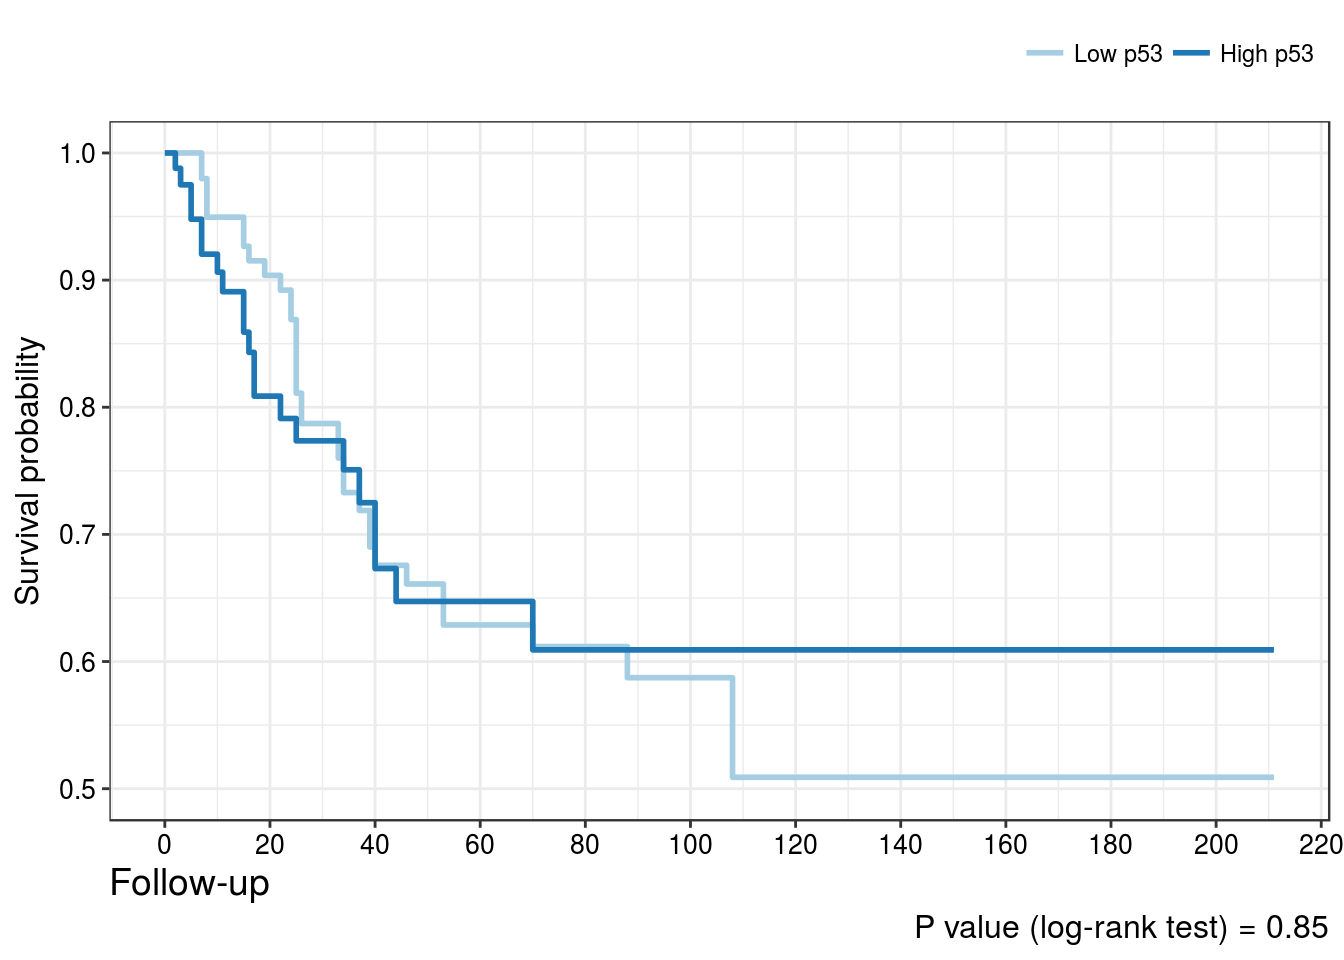 Low p53 High p53
Survival probability
1.0
0.9
0.8
0.7
0.6
0.5
0 20 40 60 80 100 120 140 160 180 200 220
Follow-up
P value (log-rank test) = 0.85